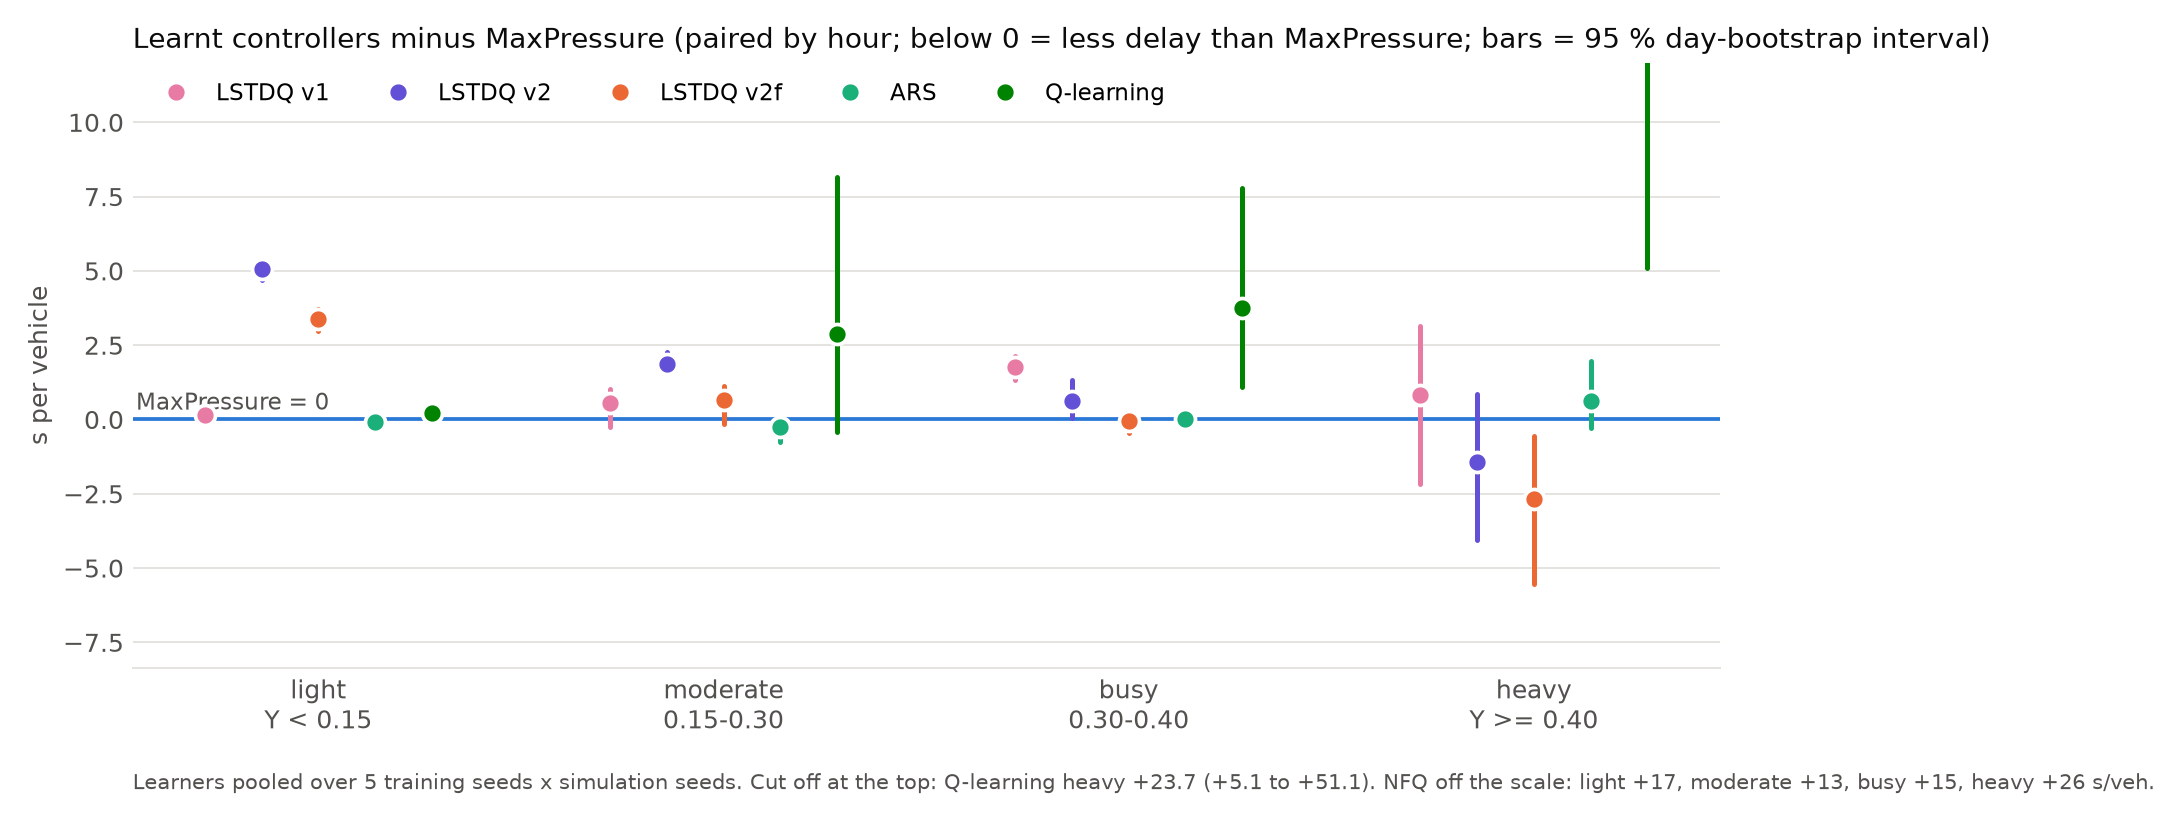 Learnt controllers minus MaxPressure (paired by hour; below 0 = less delay than MaxPressure; bars = 95 % day-bootstrap interval)
LSTDQ v1 LSTDQ v2 LSTDQ v2f ARS Q-learning
10.0
7.5
5.0
2.5
0.0
−2.5
−5.0
−7.5
s per vehicle
MaxPressure = 0
light moderate busy heavy
Y < 0.15 0.15-0.30 0.30-0.40 Y >= 0.40
Learners pooled over 5 training seeds x simulation seeds. Cut off at the top: Q-learning heavy +23.7 (+5.1 to +51.1). NFQ off the scale: light +17, moderate +13, busy +15, heavy +26 s/veh.